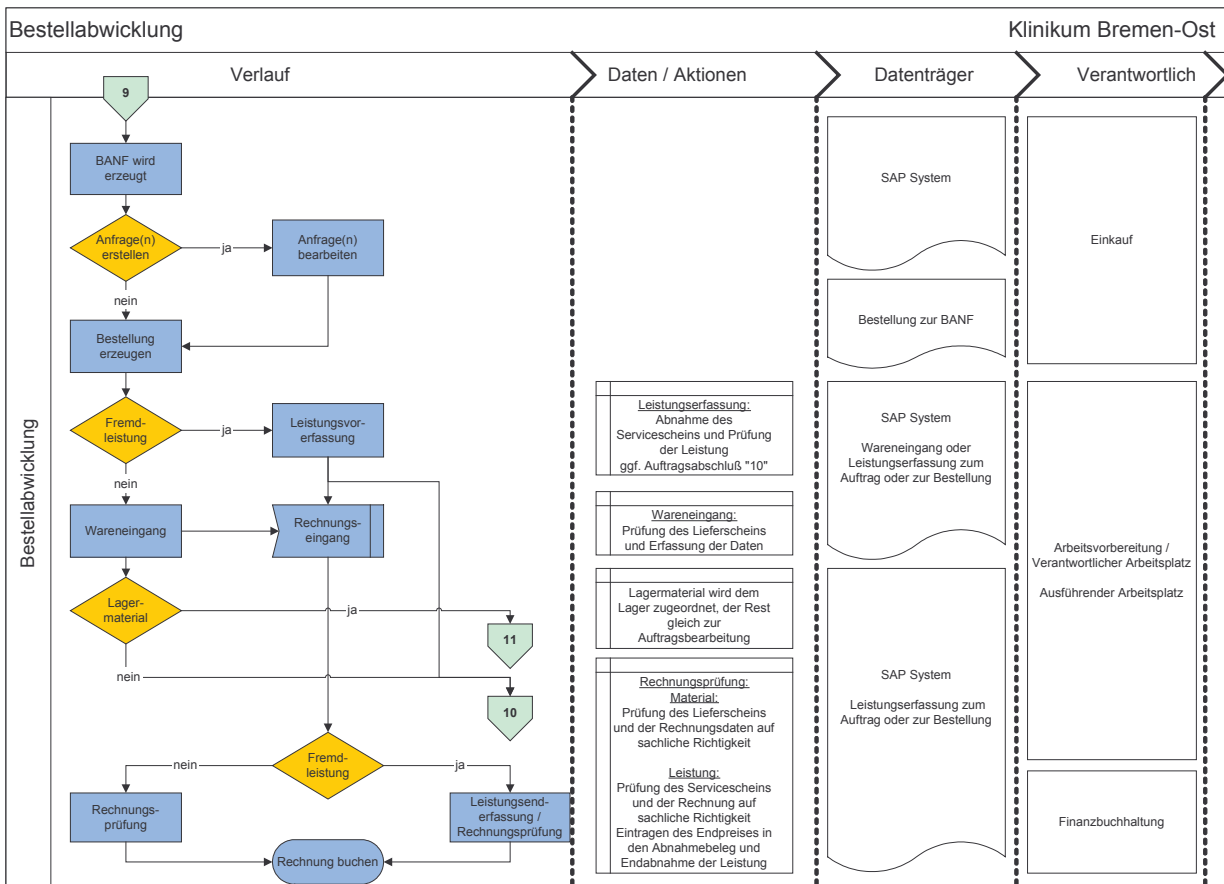 Bestellabwicklung
Klinikum Bremen-Ost
Verlauf
Daten / Aktionen
Datenträger
Verantwortlich
Bestellabwicklung
9
BANF wird
erzeugt
Anfrage(n)
erstellen
ja
Anfrage(n)
bearbeiten
nein
Bestellung
erzeugen
Fremd-
leistung
ja
Leistungsvor-
erfassung
nein
Wareneingang
Rechnungs-
eingang
Lager-
material
ja
11
nein
10
Fremd-
leistung
nein
ja
Rechnungs-
prüfung
Leistungsend-
erfassung /
Rechnungsprüfung
Rechnung buchen
Leistungserfassung:
Abnahme des
Servicescheins und Prüfung
der Leistung
ggf. Auftragsabschluß "10"
Wareneingang:
Prüfung des Lieferscheins
und Erfassung der Daten
Lagermaterial wird dem
Lager zugeordnet, der Rest
gleich zur
Auftragsbearbeitung
Rechnungsprüfung:
Material:
Prüfung des Lieferscheins
und der Rechnungsdaten auf
sachliche Richtigkeit
Leistung:
Prüfung des Servicescheins
und der Rechnung auf
sachliche Richtigkeit
Eintragen des Endpreises in
den Abnahmebeleg und
Endabnahme der Leistung
SAP System
Bestellung zur BANF
SAP System
Wareneingang oder
Leistungserfassung zum
Auftrag oder zur Bestellung
SAP System
Leistungserfassung zum
Auftrag oder zur Bestellung
Einkauf
Arbeitsvorbereitung /
Verantwortlicher Arbeitsplatz
Ausführender Arbeitsplatz
Finanzbuchhaltung